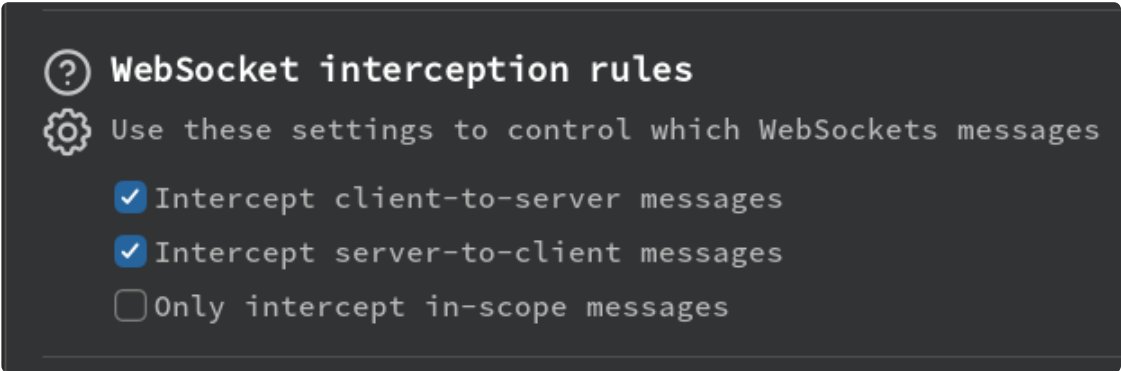 WebSocket interception rules
Use these settings to control which WebSockets messages
Intercept client-to-server messages
Intercept server-to-client messages
Only intercept in-scope messages